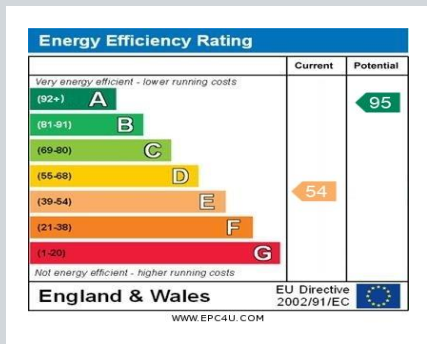 Energy Efficiency Rating
Current Potential
Very energy efficient - lower running costs
(92+) A 95
(81-91) B
(69-80) C
(55-68) D
(39-54) E 54
(21-38) F
(1-20) G
Not energy efficient - higher running costs
England & Wales EU Directive 2002/91/EC
WWW.EPC4U.COM